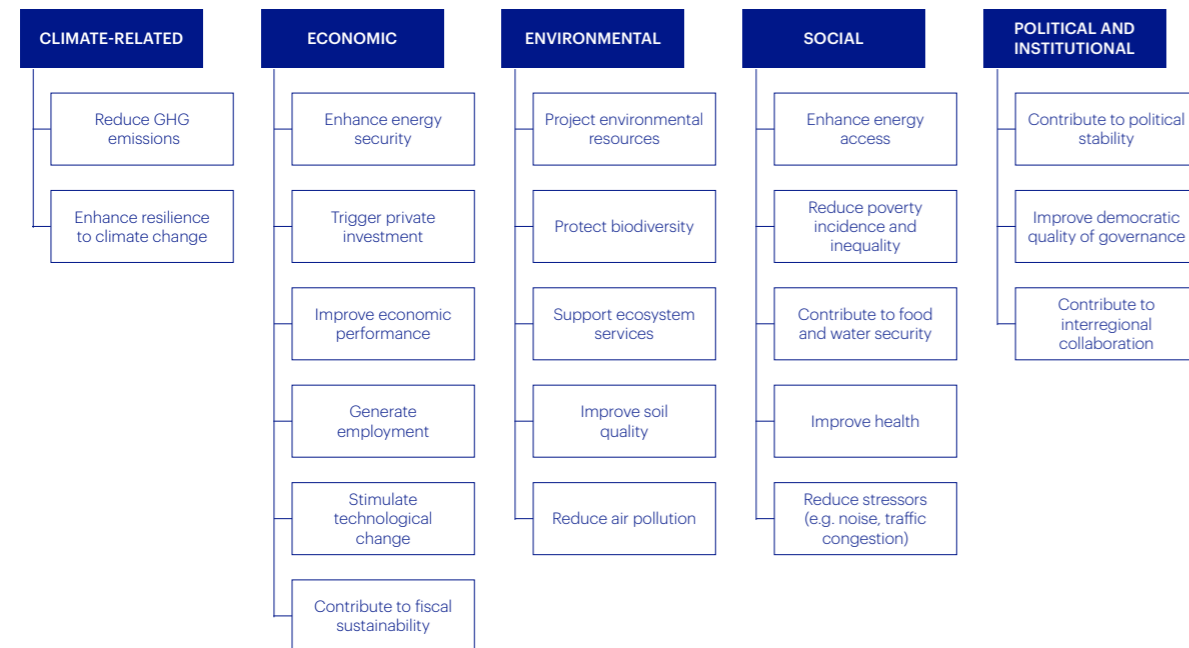 CLIMATE-RELATED
Reduce GHG
emissions
Enhance resilience
to climate change
ECONOMIC
Enhance energy
security
Trigger private
investment
Improve economic
performance
Generate
employment
Stimulate
technological
change
Contribute to fiscal
sustainability
ENVIRONMENTAL
Project environmental
resources
Protect biodiversity
Support ecosystem
services
Improve soil
quality
Reduce air pollution
SOCIAL
Enhance energy
access
Reduce poverty
incidence and
inequality
Contribute to food
and water security
Improve health
Reduce stressors
(e.g. noise, traffic
congestion)
POLITICAL AND
INSTITUTIONAL
Contribute to political
stability
Improve democratic
quality of governance
Contribute to
interregional
collaboration